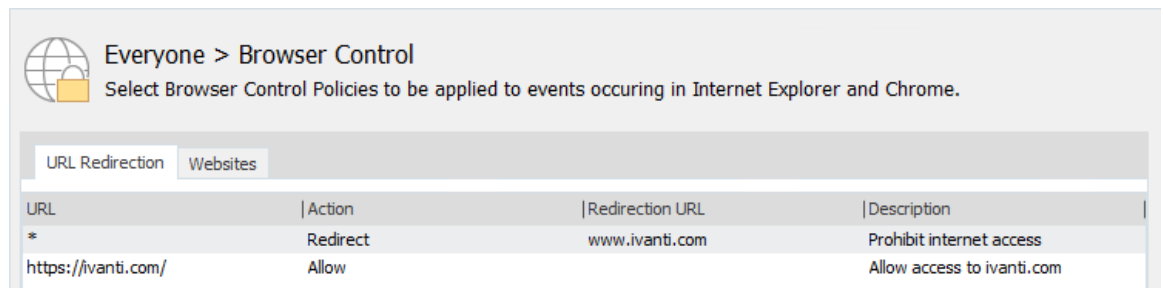 Everyone > Browser Control
Select Browser Control Policies to be applied to events occuring in Internet Explorer and Chrome.
URL Redirection Websites
URL Action Redirection URL Description
* Redirect www.ivanti.com Prohibit internet access
https://ivanti.com/ Allow Allow access to ivanti.com